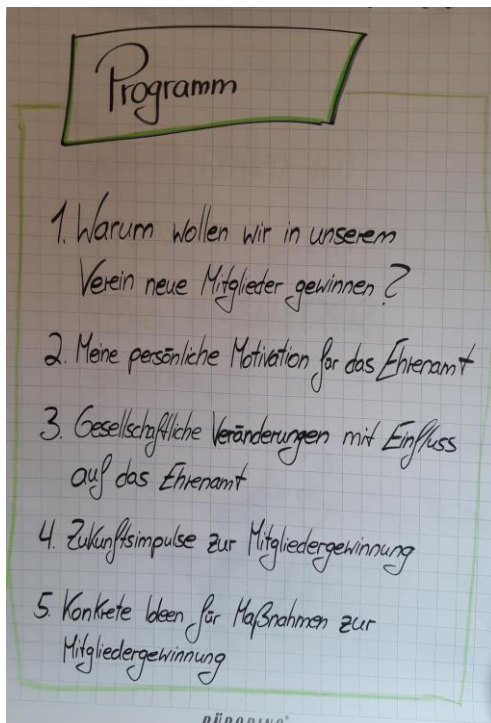 Programm
1. Warum wollen wir in unserem
Verein neue Mitglieder gewinnen?
2. Meine persönliche Motivation für das Ehrenamt
3. Gesellschaftliche Veränderungen mit Einfluss
auf das Ehrenamt
4. Zukunftsimpulse zur Mitgliedergewinnung
5. Konkrete Ideen für Maßnahmen zur
Mitgliedergewinnung